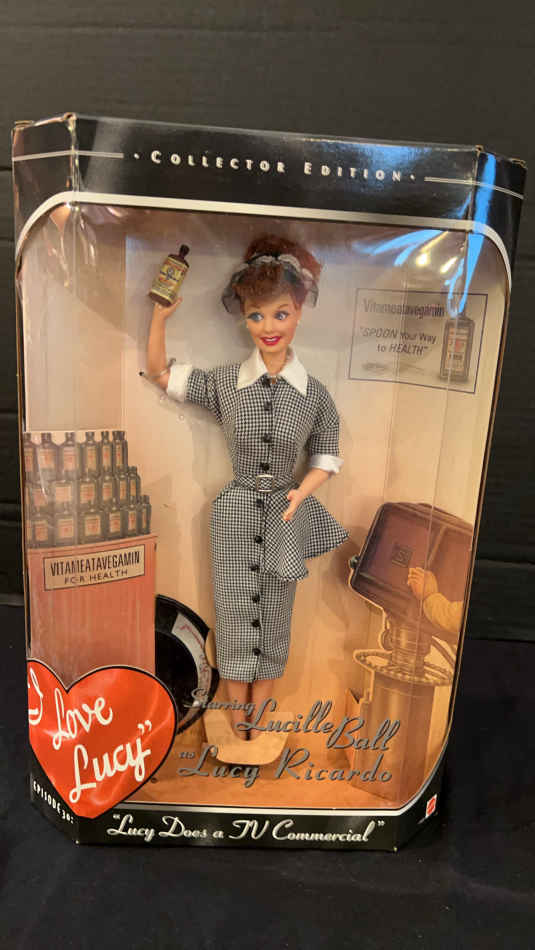 · COLLECTOR EDITION ·
Vitameatavegamin
"SPOON Your Way
to HEALTH"
VITAMEATAVEGAMIN
FOR HEALTH
I Love
Lucy"
Starring Lucille Ball
as Lucy Ricardo
EPISODE 30:
"Lucy Does a TV Commercial"